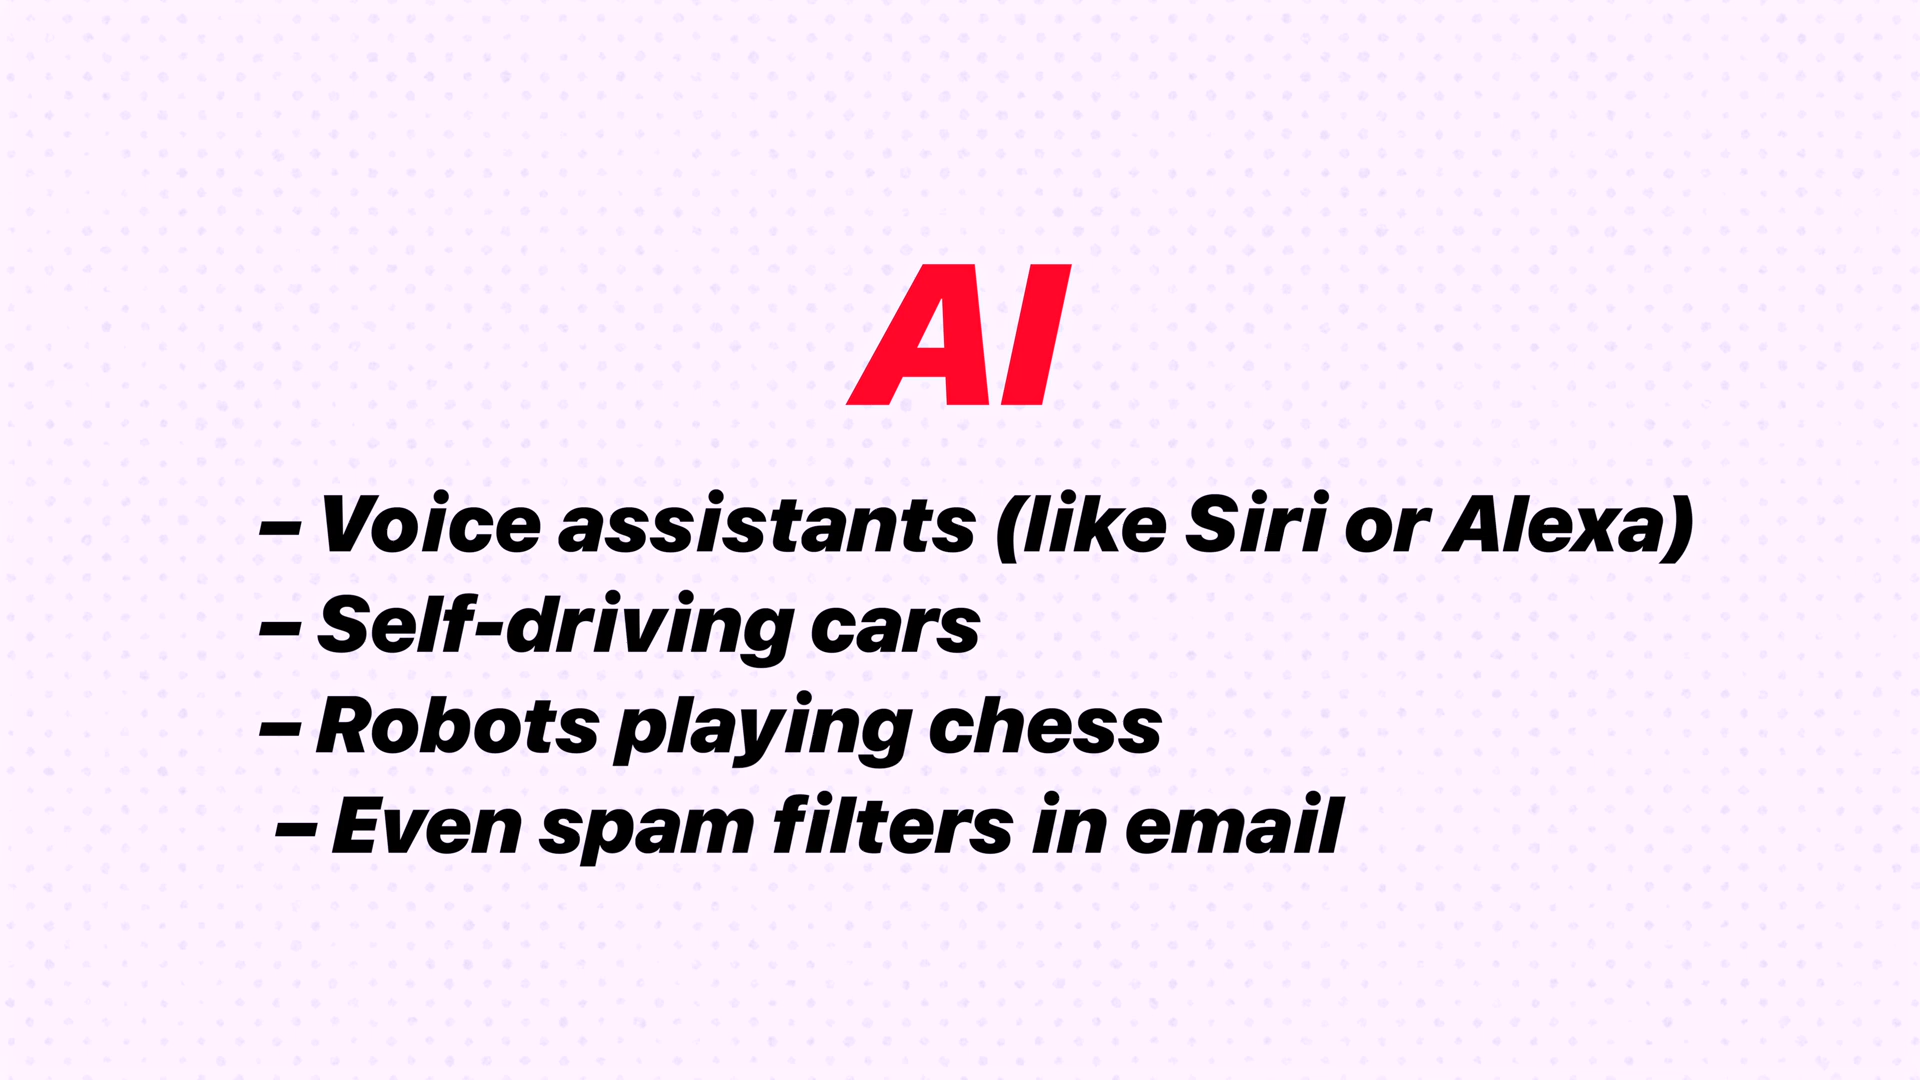 AI
– Voice assistants (like Siri or Alexa)
– Self-driving cars
– Robots playing chess
– Even spam filters in email